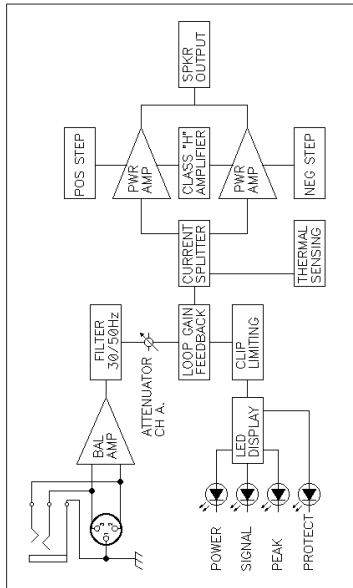 BAL
AMP
FILTER
30/50Hz
ATTENUATOR
CH A.
LOOP GAIN
FEEDBACK
CURRENT
SPLITTER
POS STEP
PWR
AMP
CLASS "H"
AMPLIFIER
PWR
AMP
NEG STEP
SPKR
OUTPUT
THERMAL
SENSING
CLIP
LIMITING
LED
DISPLAY
POWER
SIGNAL
PEAK
PROTECT